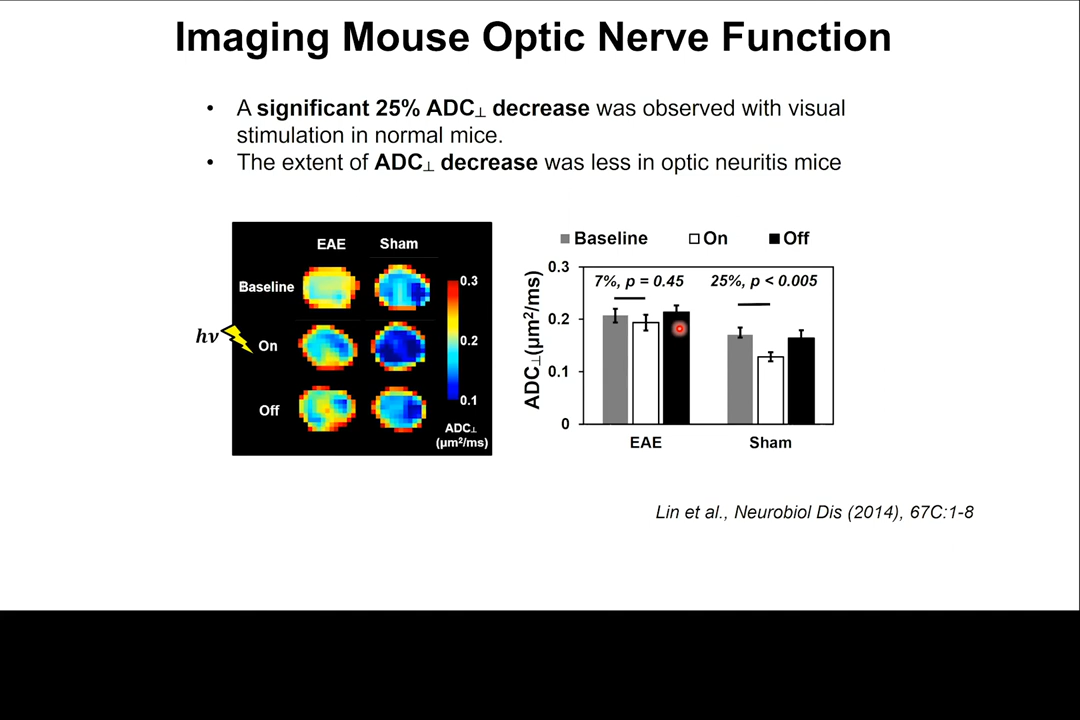 Imaging Mouse Optic Nerve Function
• A significant 25% ADC⊥ decrease was observed with visual
stimulation in normal mice.
• The extent of ADC⊥ decrease was less in optic neuritis mice
EAE Sham
Baseline
hν
On
Off
0.3
0.2
0.1
ADC⊥
(μm²/ms)
Baseline On Off
ADC⊥(μm²/ms)
0.3
0.2
0.1
0
7%, p = 0.45 25%, p < 0.005
EAE Sham
Lin et al., Neurobiol Dis (2014), 67C:1-8